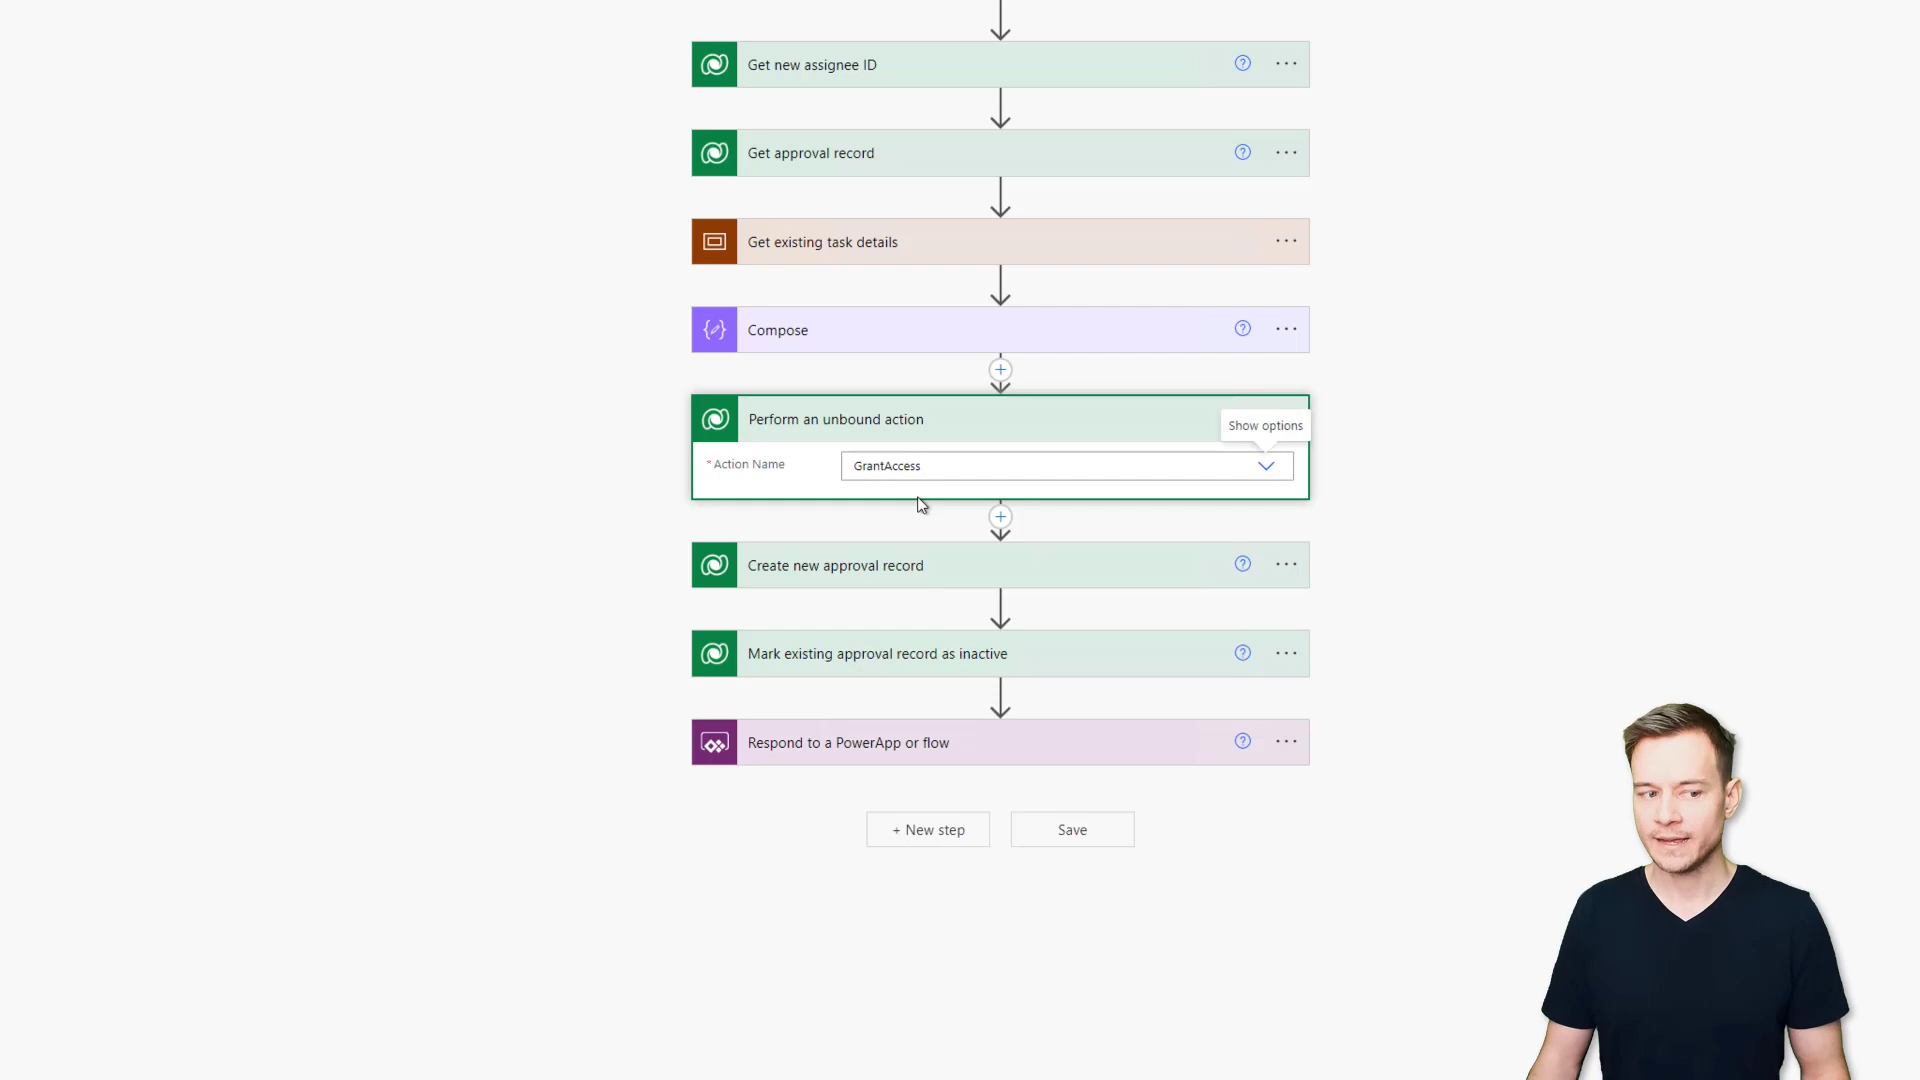 Get new assignee ID
Get approval record
Get existing task details
Compose
Perform an unbound action
Show options
* Action Name
GrantAccess
Create new approval record
Mark existing approval record as inactive
Respond to a PowerApp or flow
+ New step
Save